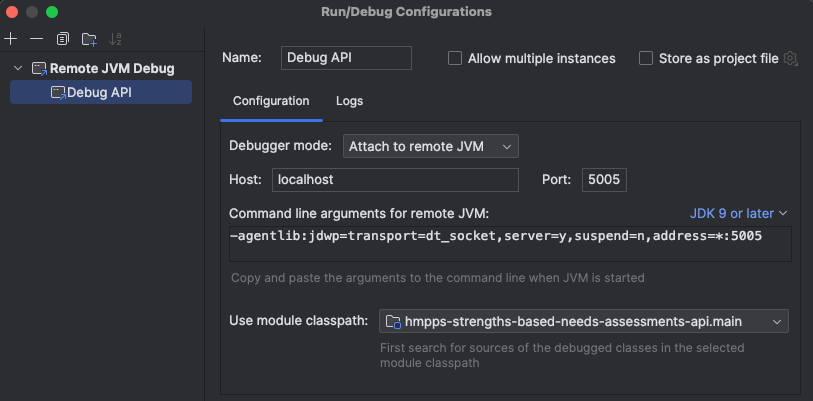 Run/Debug Configurations
Name:
Debug API
Allow multiple instances
Store as project file
Remote JVM Debug
Debug API
Configuration
Logs
Debugger mode:
Attach to remote JVM
Host:
localhost
Port:
5005
Command line arguments for remote JVM:
JDK 9 or later
-agentlib:jdwp=transport=dt_socket,server=y,suspend=n,address=*:5005
Copy and paste the arguments to the command line when JVM is started
Use module classpath:
hmpps-strengths-based-needs-assessments-api.main
First search for sources of the debugged classes in the selected
module classpath